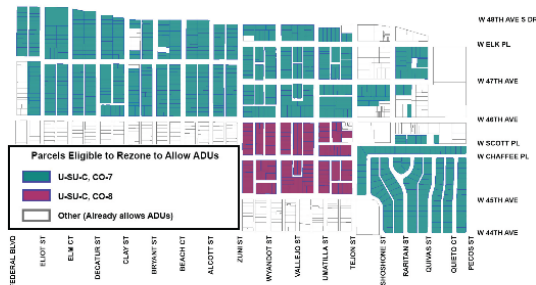 W 48TH AVE S DR
W ELK PL
W 47TH AVE
W 46TH AVE
W SCOTT PL
W CHAFFEE PL
W 45TH AVE
W 44TH AVE
Parcels Eligible to Rezone to Allow ADUs
U-SU-C, CO-7
U-SU-C, CO-8
Other (Already allows ADUs)
FEDERAL BLVD
ELIOT ST
ELM CT
DECATUR ST
CLAY ST
BRYANT ST
BEACH CT
ALCOTT ST
ZUNI ST
WYANDOT ST
VALLEJO ST
UMATILLA ST
TEJON ST
SHOSHONE ST
RARITAN ST
QUIVAS ST
QUIETO CT
PECOS ST